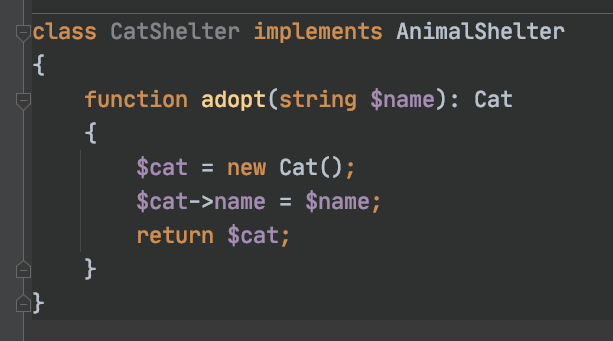 class CatShelter implements AnimalShelter
{
    function adopt(string $name): Cat
    {
        $cat = new Cat();
        $cat->name = $name;
        return $cat;
    }
}